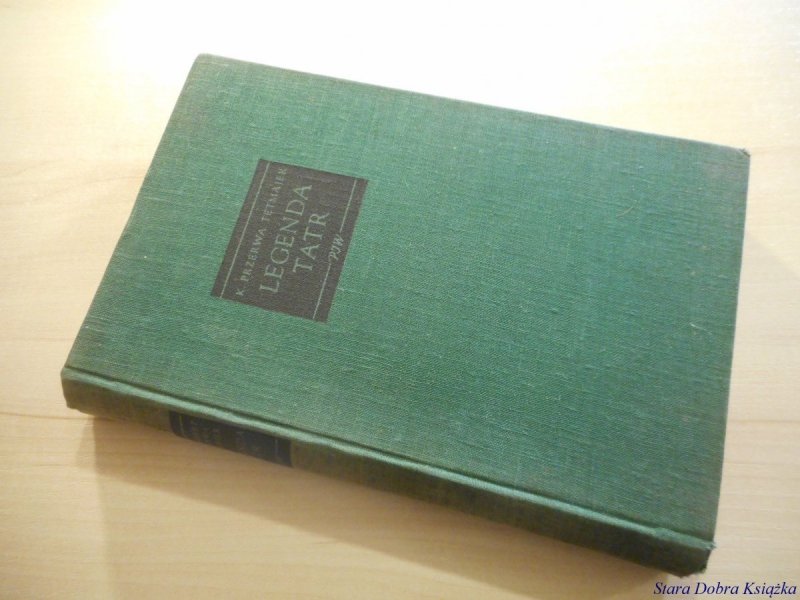 K. PRZERWA TETMAJER
LEGENDA
TATR
PIW
Stara Dobra Książka